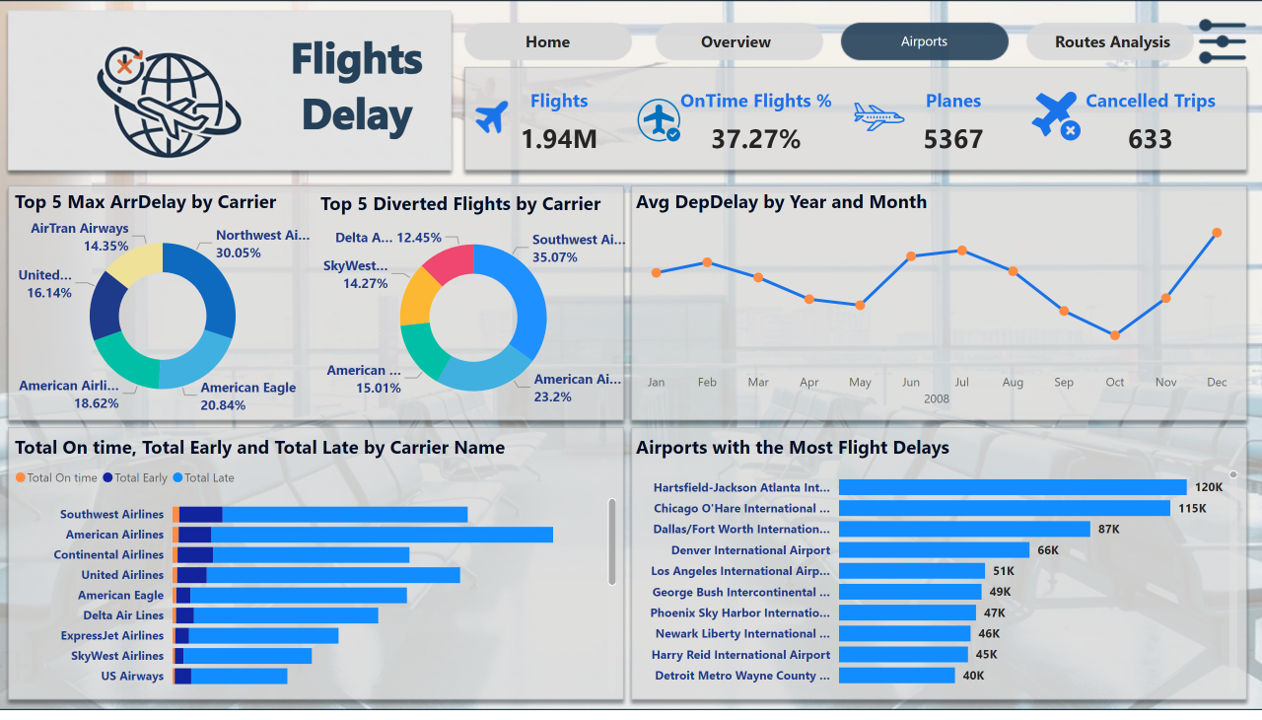 Flights
Delay
Home
Overview
Airports
Routes Analysis
Flights
1.94M
OnTime Flights %
37.27%
Planes
5367
Cancelled Trips
633
Top 5 Max ArrDelay by Carrier
AirTran Airways
14.35%
Northwest Ai...
30.05%
United...
16.14%
American Airli...
18.62%
American Eagle
20.84%
Top 5 Diverted Flights by Carrier
Delta A... 12.45%
Southwest Ai...
35.07%
SkyWest...
14.27%
American ...
15.01%
American Ai...
23.2%
Avg DepDelay by Year and Month
Jan Feb Mar Apr May Jun Jul Aug Sep Oct Nov Dec
2008
Total On time, Total Early and Total Late by Carrier Name
Total On time Total Early Total Late
Southwest Airlines
American Airlines
Continental Airlines
United Airlines
American Eagle
Delta Air Lines
ExpressJet Airlines
SkyWest Airlines
US Airways
Airports with the Most Flight Delays
Hartsfield-Jackson Atlanta Int... 120K
Chicago O'Hare International ... 115K
Dallas/Fort Worth Internation... 87K
Denver International Airport 66K
Los Angeles International Airp... 51K
George Bush Intercontinental ... 49K
Phoenix Sky Harbor Internatio... 47K
Newark Liberty International ... 46K
Harry Reid International Airport 45K
Detroit Metro Wayne County ... 40K